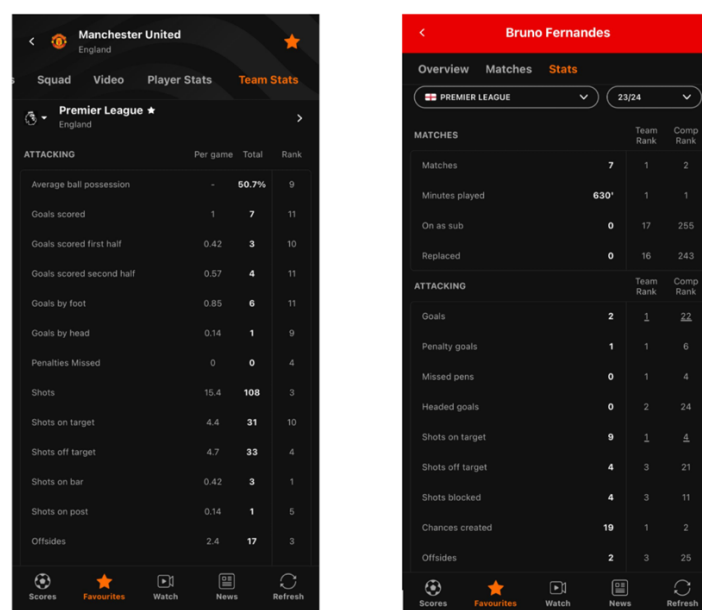 Manchester United
England
s Squad Video Player Stats Team Stats
Premier League ★
England
ATTACKING Per game Total Rank
Average ball possession - 50.7% 9
Goals scored 1 7 11
Goals scored first half 0.42 3 10
Goals scored second half 0.57 4 11
Goals by foot 0.85 6 11
Goals by head 0.14 1 9
Penalties Missed 0 0 4
Shots 15.4 108 3
Shots on target 4.4 31 10
Shots off target 4.7 33 4
Shots on bar 0.42 3 1
Shots on post 0.14 1 5
Offsides 2.4 17 3
Scores Favourites Watch News Refresh
Bruno Fernandes
Overview Matches Stats
PREMIER LEAGUE 23/24
MATCHES Team Rank Comp Rank
Matches 7 1 2
Minutes played 630' 1 1
On as sub 0 17 255
Replaced 0 16 243
ATTACKING Team Rank Comp Rank
Goals 2 1 22
Penalty goals 1 1 6
Missed pens 0 1 4
Headed goals 0 2 24
Shots on target 9 1 4
Shots off target 4 3 21
Shots blocked 4 3 11
Chances created 19 1 2
Offsides 2 3 25
Scores Favourites Watch News Refresh